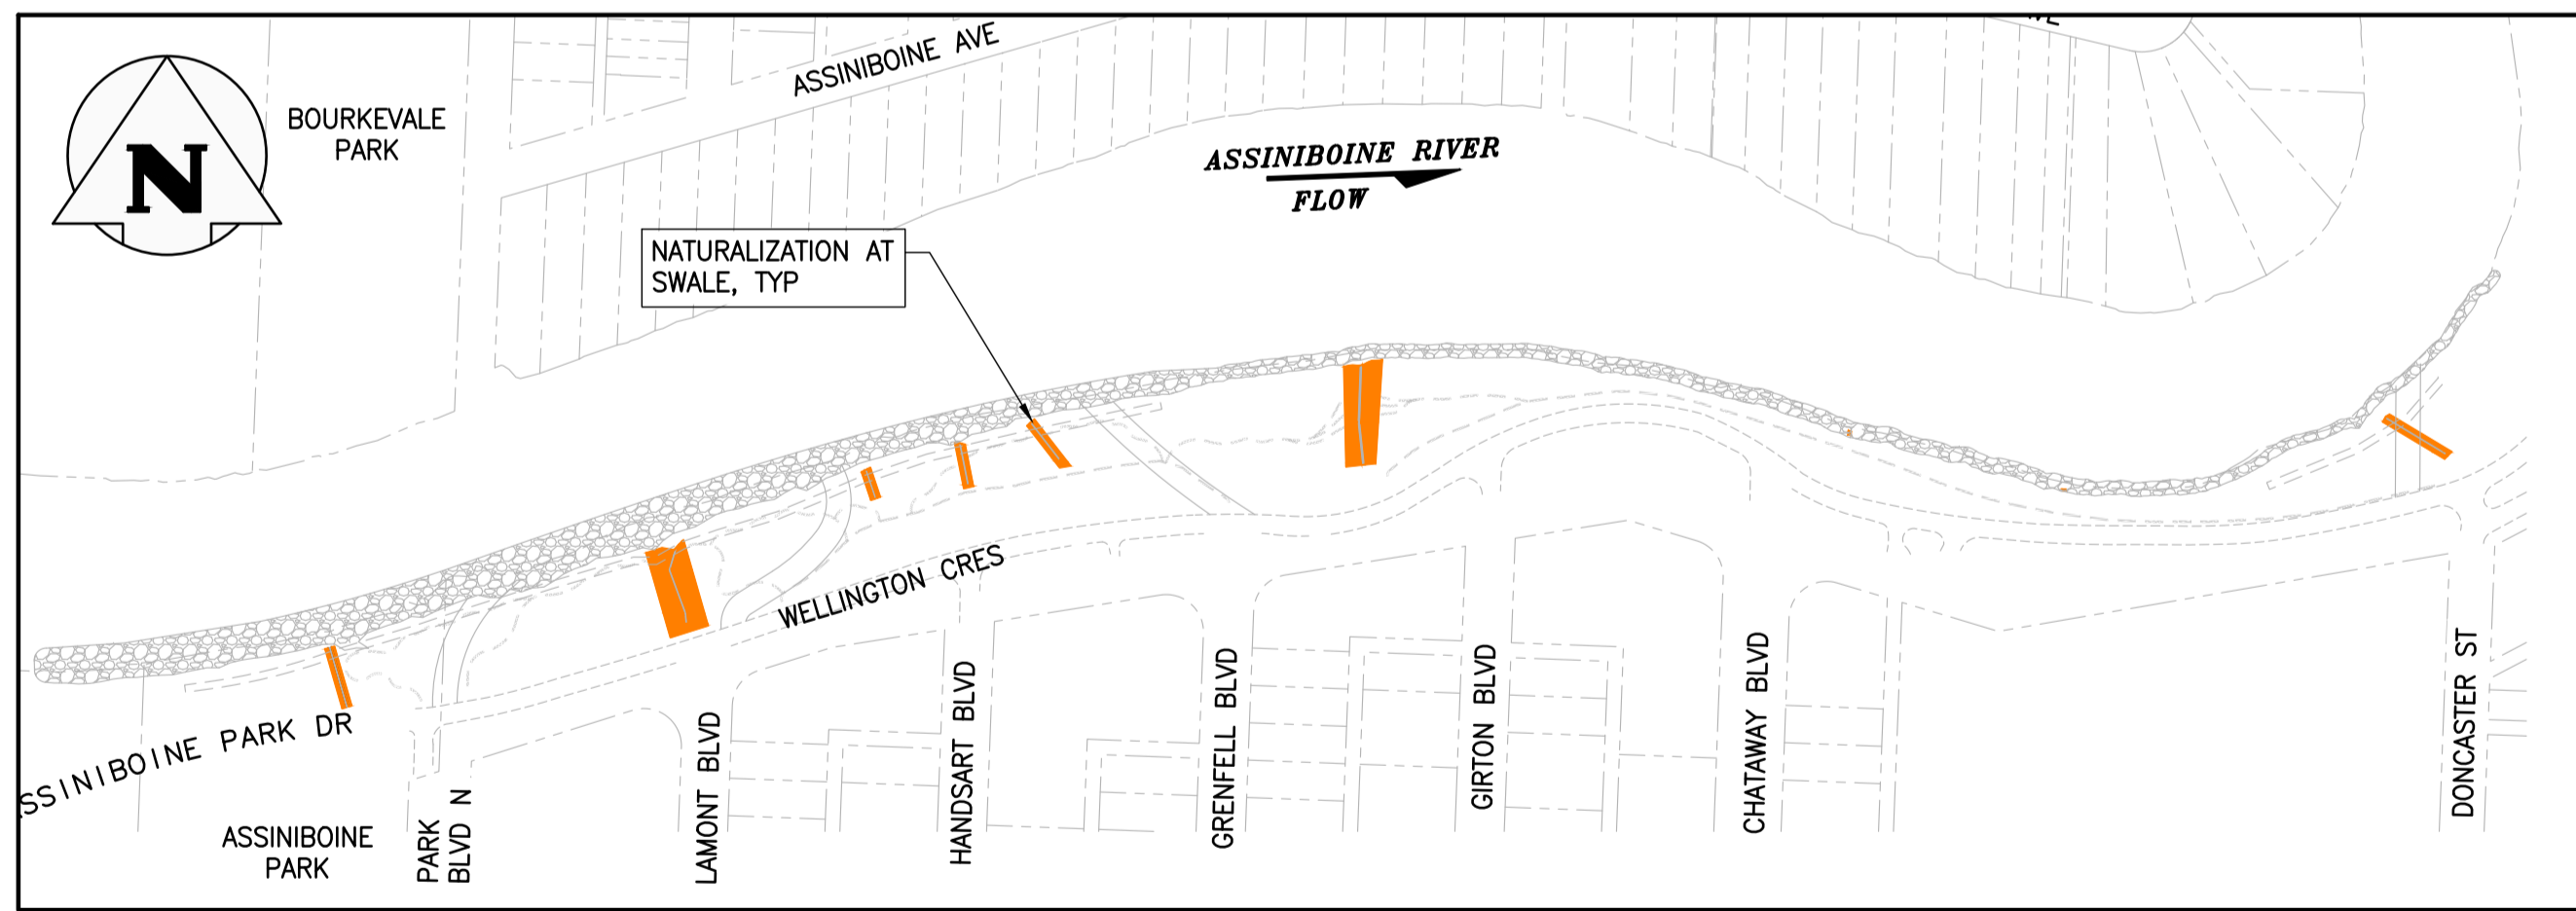 ASSINIBOINE AVE
N
BOURKEVALE
PARK
ASSINIBOINE RIVER
FLOW
NATURALIZATION AT
SWALE, TYP
WELLINGTON CRES
ASSINIBOINE PARK DR
ASSINIBOINE
PARK
PARK
BLVD N
LAMONT BLVD
HANDSART BLVD
GRENFELL BLVD
GIRTON BLVD
CHATAWAY BLVD
DONCASTER ST